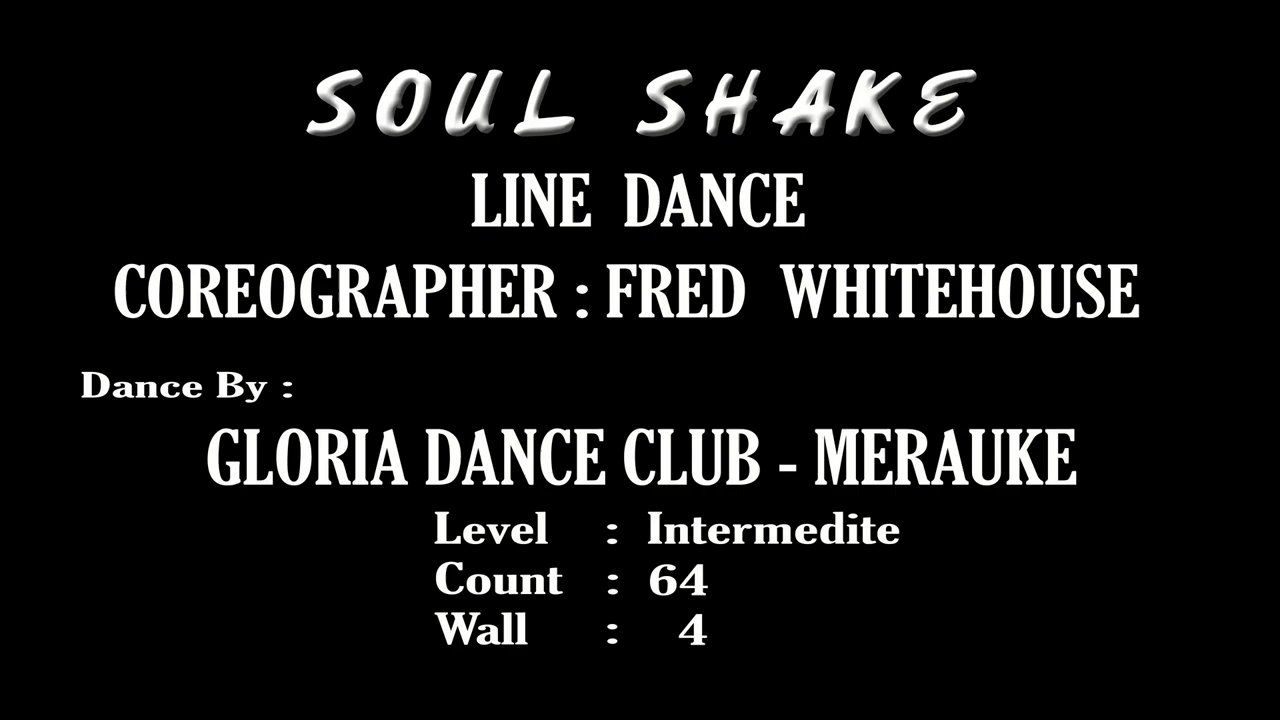 SOUL SHAKE
LINE DANCE
COREOGRAPHER : FRED WHITEHOUSE
Dance By :
GLORIA DANCE CLUB - MERAUKE
Level : Intermedite
Count : 64
Wall : 4